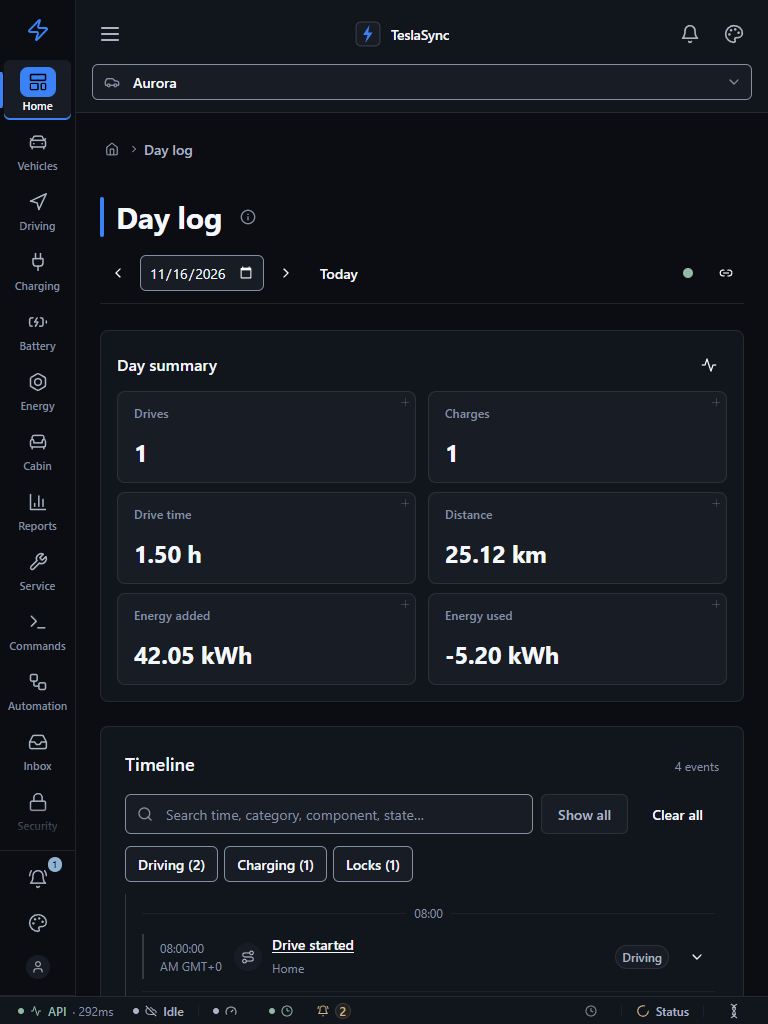 TeslaSync
Aurora
Home
Vehicles
Driving
Charging
Battery
Energy
Cabin
Reports
Service
Commands
Automation
Inbox
Security
1
Day log
Day log
11/16/2026
Today
Day summary
Drives
1
Charges
1
Drive time
1.50 h
Distance
25.12 km
Energy added
42.05 kWh
Energy used
-5.20 kWh
Timeline
4 events
Search time, category, component, state...
Show all
Clear all
Driving (2)
Charging (1)
Locks (1)
08:00
08:00:00
AM GMT+0
Drive started
Home
Driving
API · 292ms
Idle
2
Status